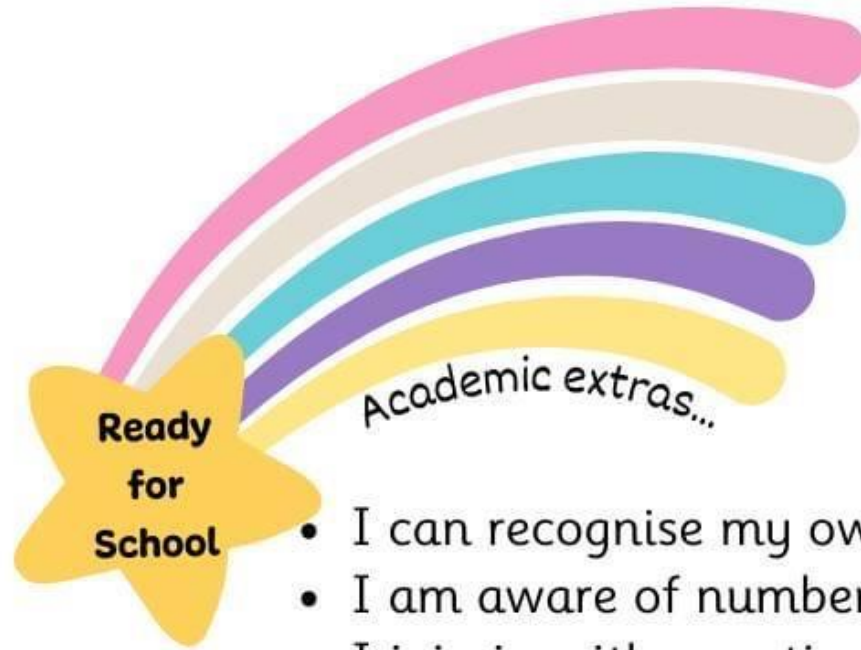 Academic extras...
Ready
for
School
• I can recognise my ow
• I am aware of number